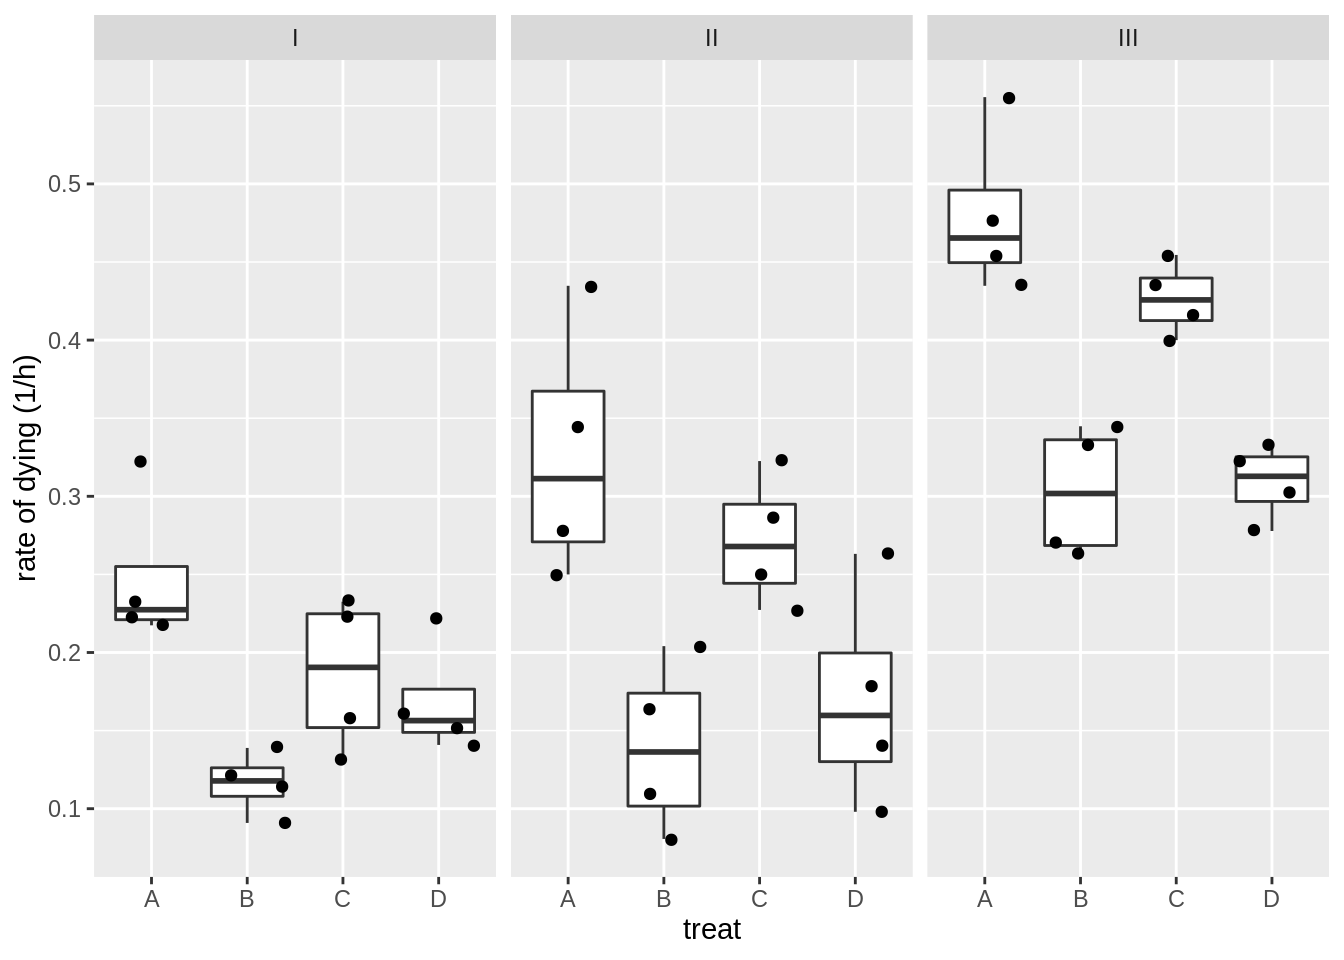 I II III
rate of dying (1/h)
0.5
0.4
0.3
0.2
0.1
A B C D A B C D A B C D
treat